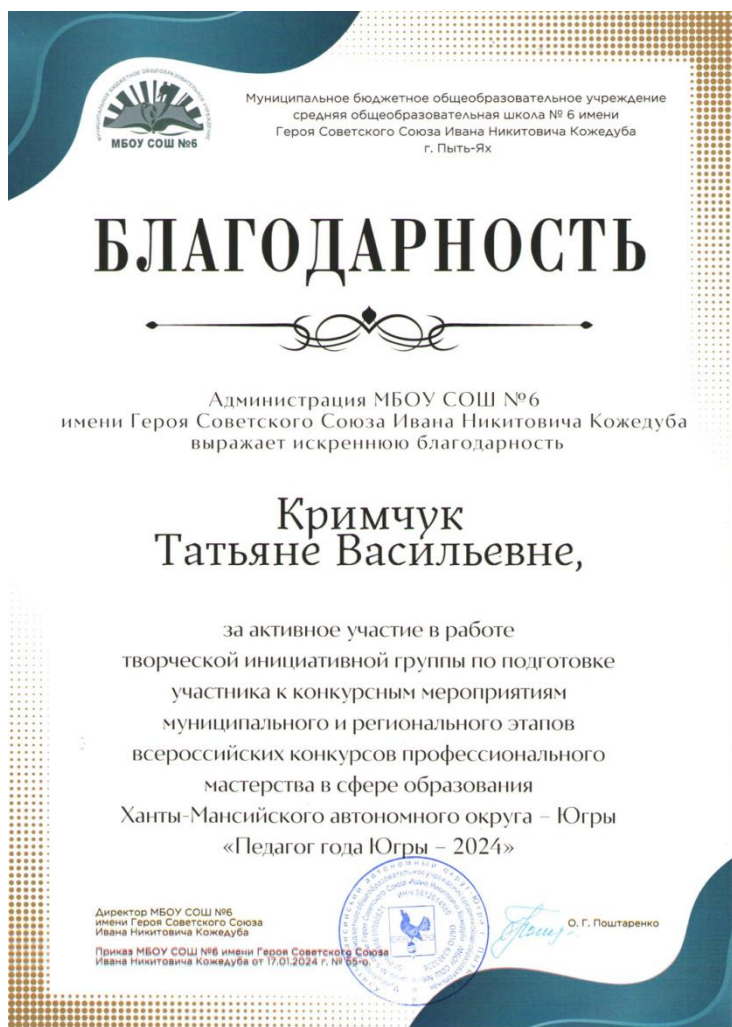 МУНИЦИПАЛЬНОЕ БЮДЖЕТНОЕ ОБЩЕОБРАЗОВАТЕЛЬНОЕ УЧРЕЖДЕНИЕ
МБОУ СОШ №6
Муниципальное бюджетное общеобразовательное учреждение
средняя общеобразовательная школа № 6 имени
Героя Советского Союза Ивана Никитовича Кожедуба
г. Пыть-Ях
БЛАГОДАРНОСТЬ
Администрация МБОУ СОШ №6
имени Героя Советского Союза Ивана Никитовича Кожедуба
выражает искреннюю благодарность
Кримчук
Татьяне Васильевне,
за активное участие в работе
творческой инициативной группы по подготовке
участника к конкурсным мероприятиям
муниципального и регионального этапов
всероссийских конкурсов профессионального
мастерства в сфере образования
Ханты-Мансийского автономного округа – Югры
«Педагог года Югры – 2024»
Директор МБОУ СОШ №6
имени Героя Советского Союза
Ивана Никитовича Кожедуба
О. Г. Поштаренко
Приказ МБОУ СОШ №6 имени Героя Советского Союза
Ивана Никитовича Кожедуба от 17.01.2024 г. № 55-о.